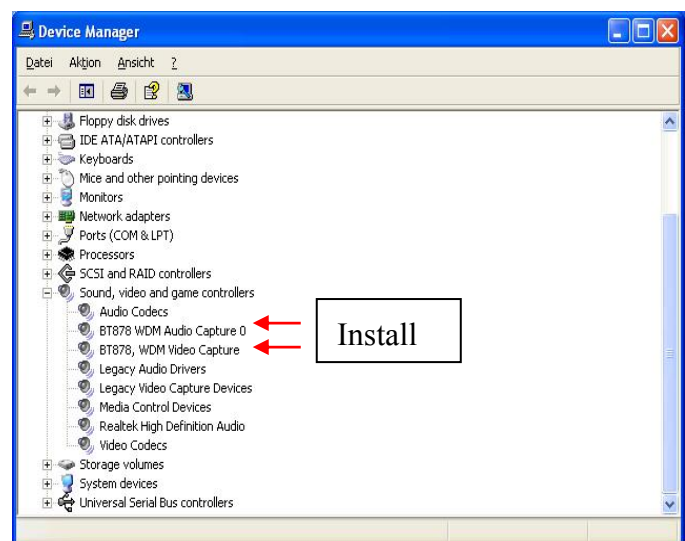 Device Manager
Datei Aktion Ansicht ?
Floppy disk drives
IDE ATA/ATAPI controllers
Keyboards
Mice and other pointing devices
Monitors
Network adapters
Ports (COM & LPT)
Processors
SCSI and RAID controllers
Sound, video and game controllers
Audio Codecs
BT878 WDM Audio Capture 0
BT878, WDM Video Capture
Install
Legacy Audio Drivers
Legacy Video Capture Devices
Media Control Devices
Realtek High Definition Audio
Video Codecs
Storage volumes
System devices
Universal Serial Bus controllers